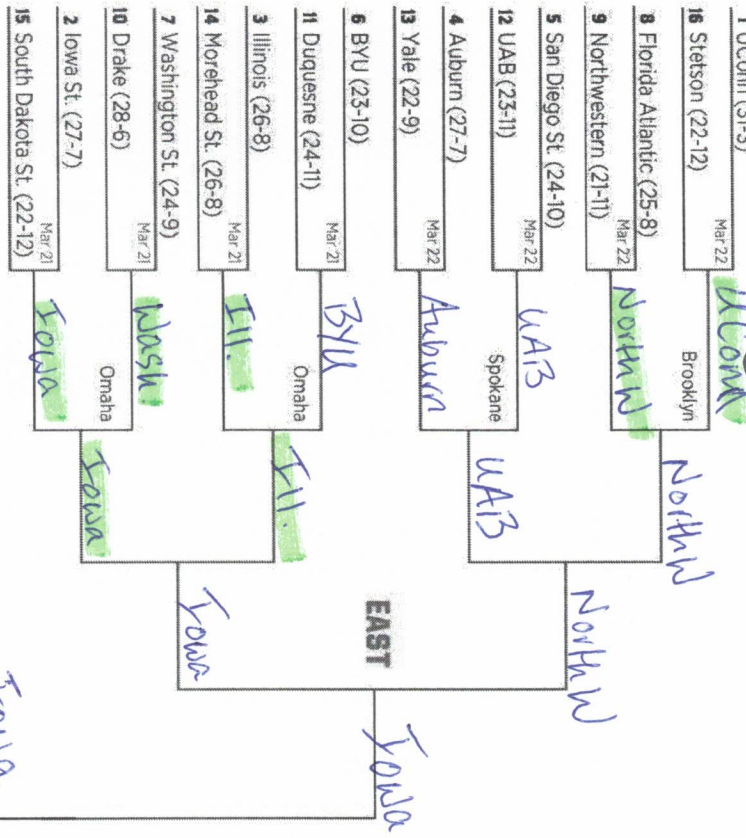 1 UConn (31-3)
16 Stetson (22-12)
Mar 22
UConn
8 Florida Atlantic (25-8)
9 Northwestern (21-11)
Mar 22
NorthW
Brooklyn
NorthW
5 San Diego St. (24-10)
12 UAB (23-11)
Mar 22
UAB
4 Auburn (27-7)
13 Yale (22-9)
Mar 22
Auburn
Spokane
UAB
NorthW
6 BYU (23-10)
11 Duquesne (24-11)
Mar 21
BYU
3 Illinois (26-8)
14 Morehead St. (26-8)
Mar 21
Ill.
Omaha
Ill.
7 Washington St. (24-9)
10 Drake (28-6)
Mar 21
Wash
2 Iowa St. (27-7)
15 South Dakota St. (22-12)
Mar 21
Iowa
Omaha
Iowa
Iowa
EAST
Iowa
Iowa